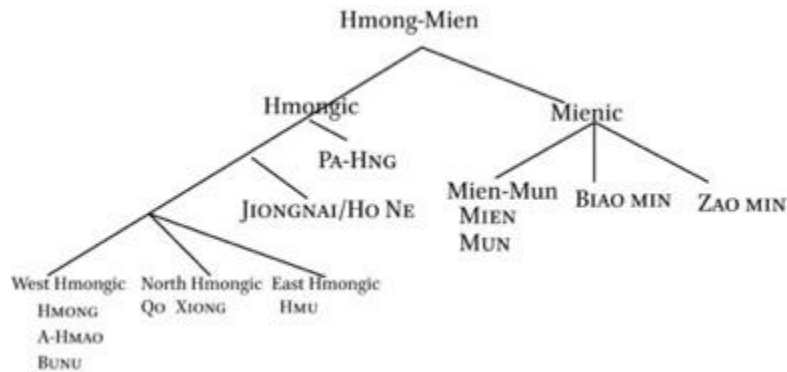 Hmong-Mien
Hmongic
Mienic
PA-HNG
JIONGNAI/HO NE
Mien-Mun
MIEN
MUN
BIAO MIN
ZAO MIN
West Hmongic
HMONG
A-HMAO
BUNU
North Hmongic
QO XIONG
East Hmongic
HMU